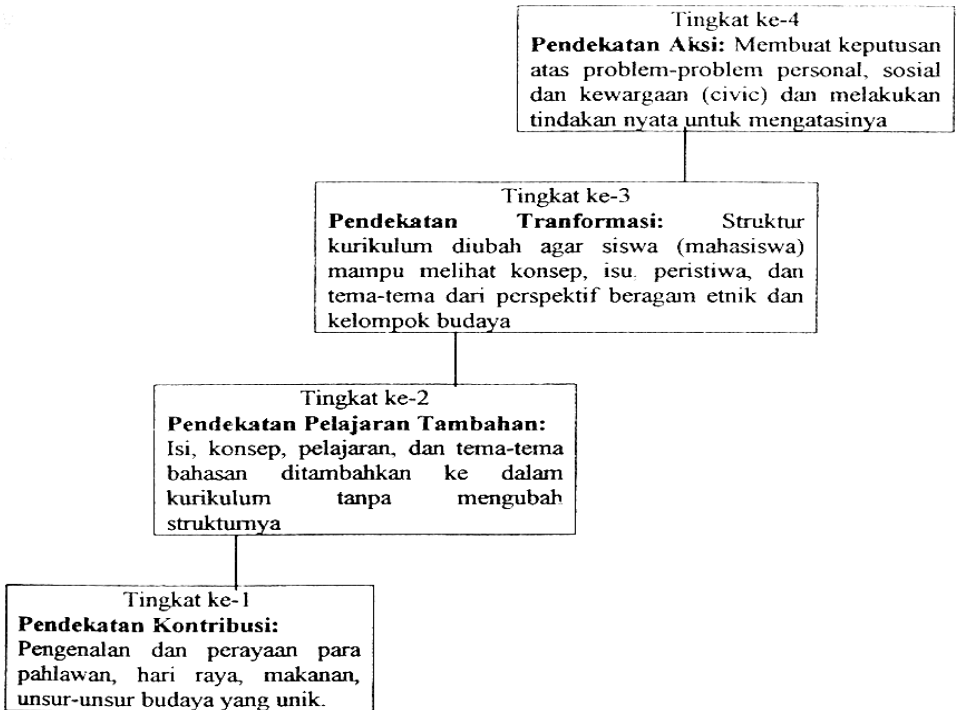 Tingkat ke-4
Pendekatan Aksi: Membuat keputusan
atas problem-problem personal, sosial
dan kewargaan (civic) dan melakukan
tindakan nyata untuk mengatasinya
Tingkat ke-3
Pendekatan Tranformasi: Struktur
kurikulum diubah agar siswa (mahasiswa)
mampu melihat konsep, isu, peristiwa, dan
tema-tema dari perspektif beragam etnik dan
kelompok budaya
Tingkat ke-2
Pendekatan Pelajaran Tambahan:
Isi, konsep, pelajaran, dan tema-tema
bahasan ditambahkan ke dalam
kurikulum tanpa mengubah
strukturnya
Tingkat ke-1
Pendekatan Kontribusi:
Pengenalan dan perayaan para
pahlawan, hari raya, makanan,
unsur-unsur budaya yang unik.